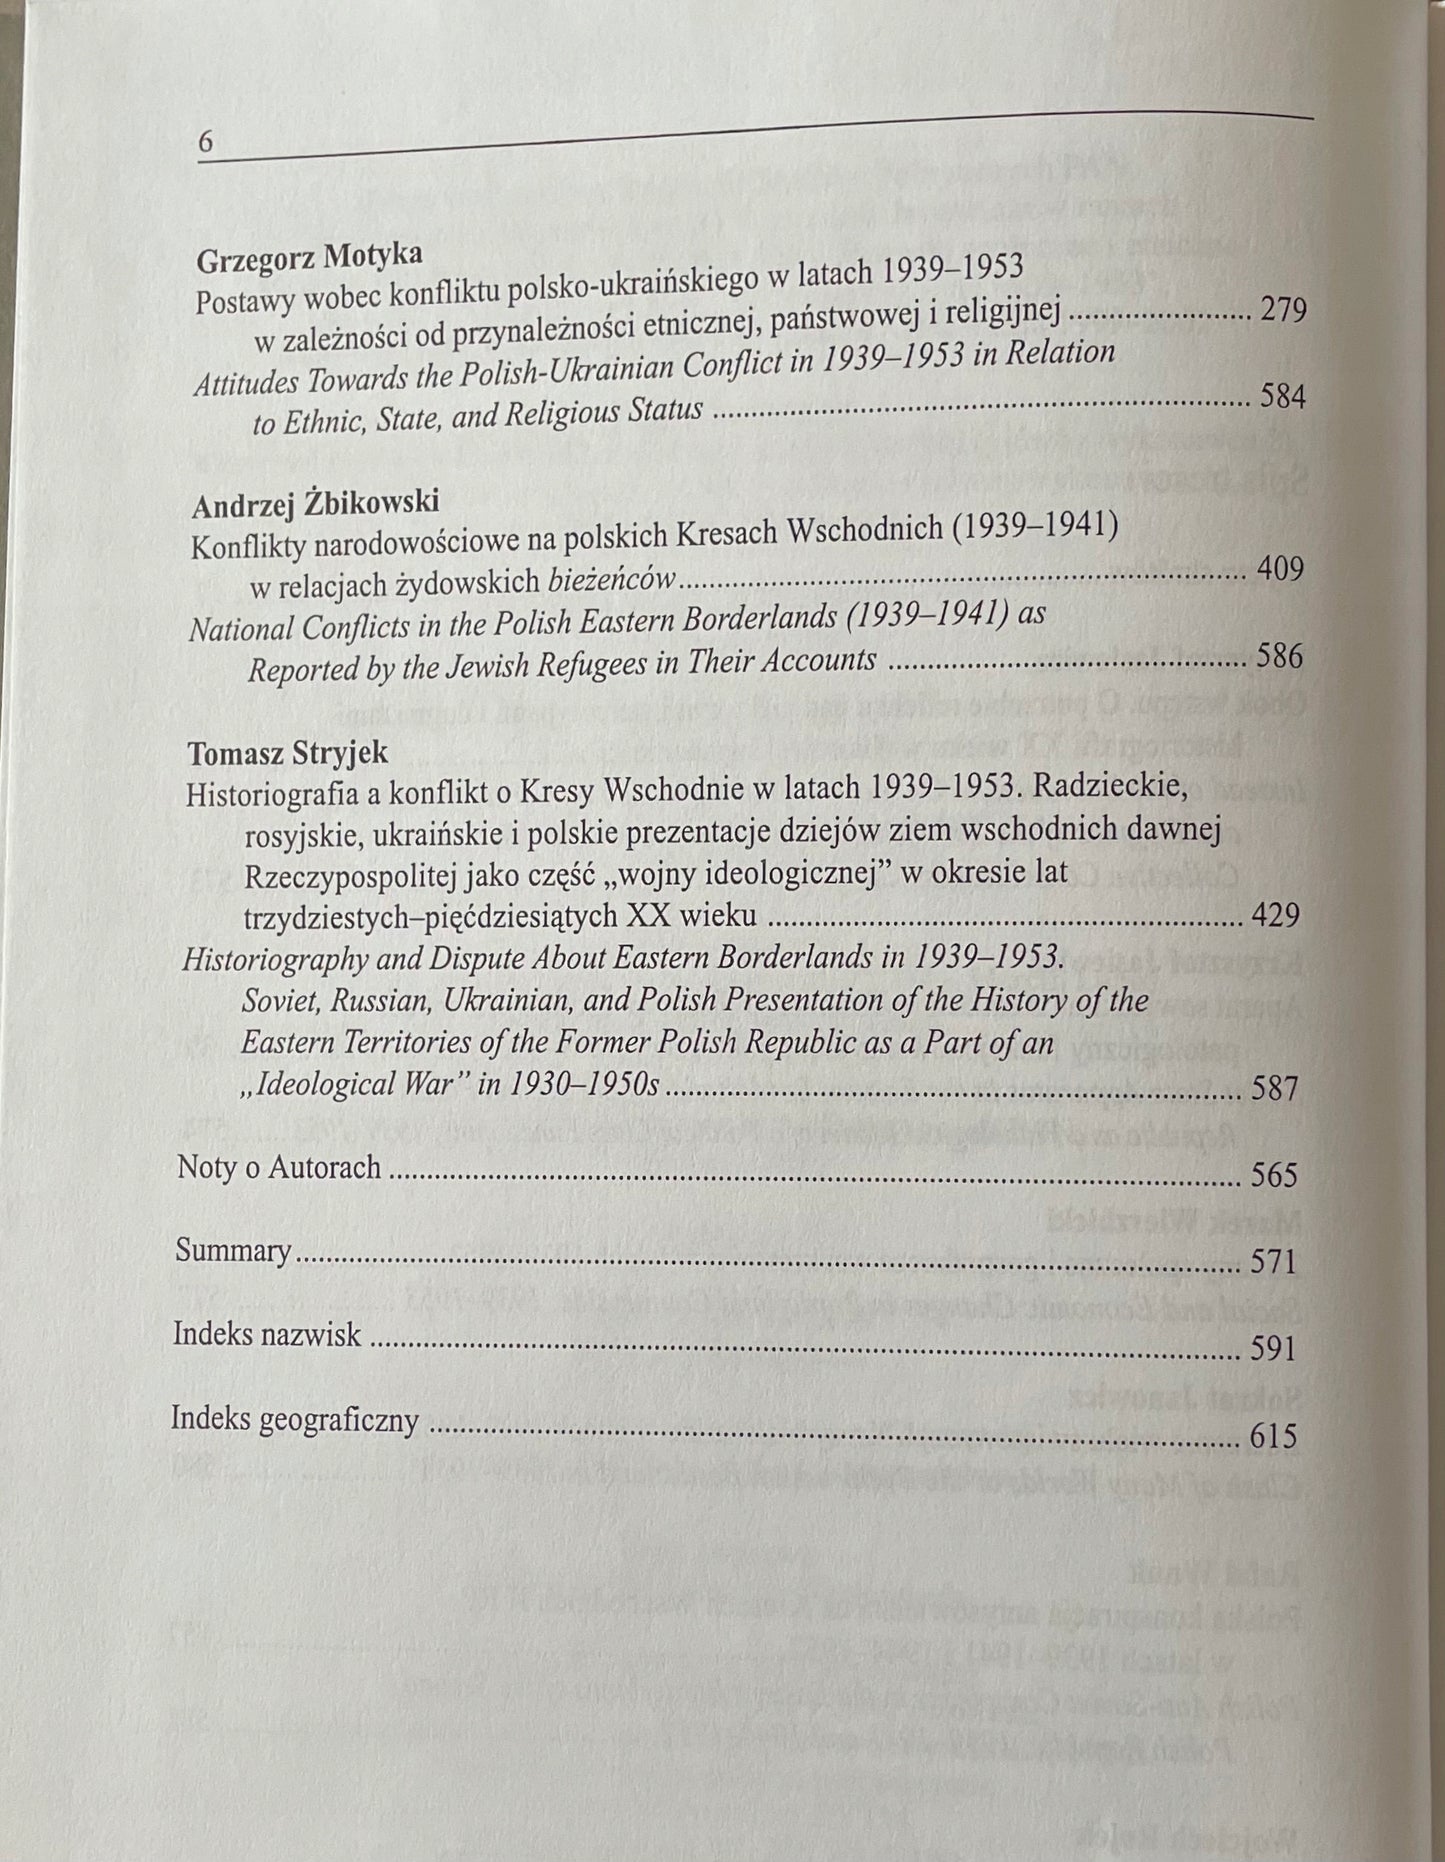 6
Grzegorz Motyka
Postawy wobec konfliktu polsko-ukraińskiego w latach 1939–1953
w zależności od przynależności etnicznej, państwowej i religijnej ........................ 279
Attitudes Towards the Polish-Ukrainian Conflict in 1939–1953 in Relation
to Ethnic, State, and Religious Status ........................ 584
Andrzej Żbikowski
Konflikty narodowościowe na polskich Kresach Wschodnich (1939–1941)
w relacjach żydowskich bieżeńców ........................ 409
National Conflicts in the Polish Eastern Borderlands (1939–1941) as
Reported by the Jewish Refugees in Their Accounts ........................ 586
Tomasz Stryjek
Historiografia a konflikt o Kresy Wschodnie w latach 1939–1953. Radzieckie,
rosyjskie, ukraińskie i polskie prezentacje dziejów ziem wschodnich dawnej
Rzeczypospolitej jako część „wojny ideologicznej” w okresie lat
trzydziestych–pięćdziesiątych XX wieku ........................ 429
Historiography and Dispute About Eastern Borderlands in 1939–1953.
Soviet, Russian, Ukrainian, and Polish Presentation of the History of the
Eastern Territories of the Former Polish Republic as a Part of an
„Ideological War” in 1930–1950s ........................ 587
Noty o Autorach ........................ 565
Summary ........................ 571
Indeks nazwisk ........................ 591
Indeks geograficzny ........................ 615